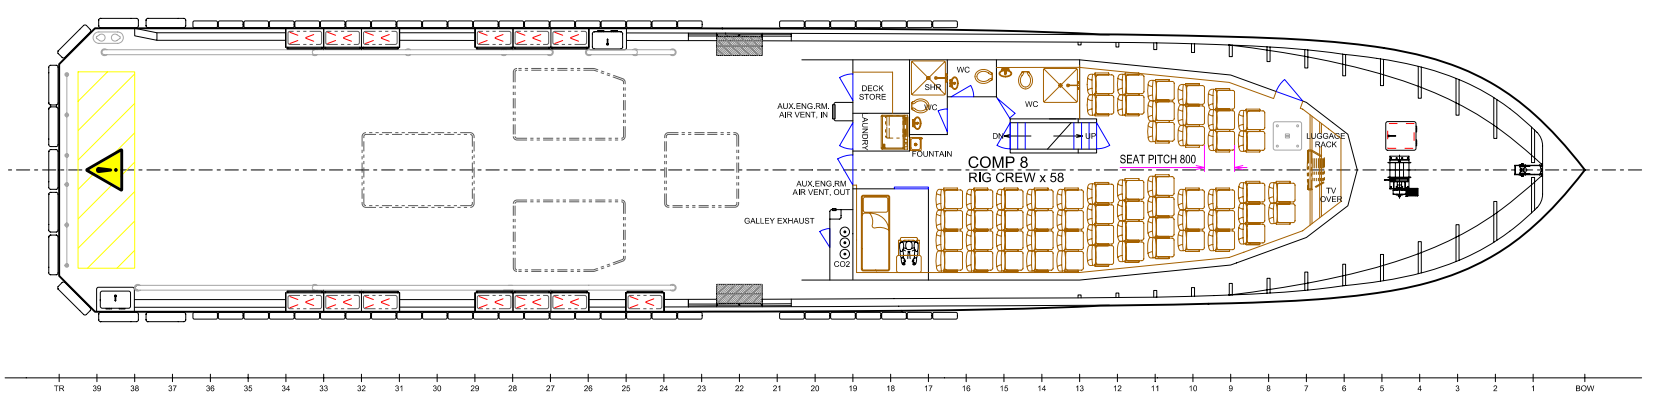 WC
DECK
STORE
SHR
WC
WC
AUX.ENG.RM.
AIR VENT, IN
LAUNDRY
DN
UP
FOUNTAIN
LUGGAGE
RACK
COMP 8
RIG CREW x 58
SEAT PITCH 800
AUX,ENG,RM
AIR VENT, OUT
TV
OVER
GALLEY EXHAUST
CO2
TR 39 38 37 36 35 34 33 32 31 30 29 28 27 26 25 24 23 22 21 20 19 18 17 16 15 14 13 12 11 10 9 8 7 6 5 4 3 2 1 BOW